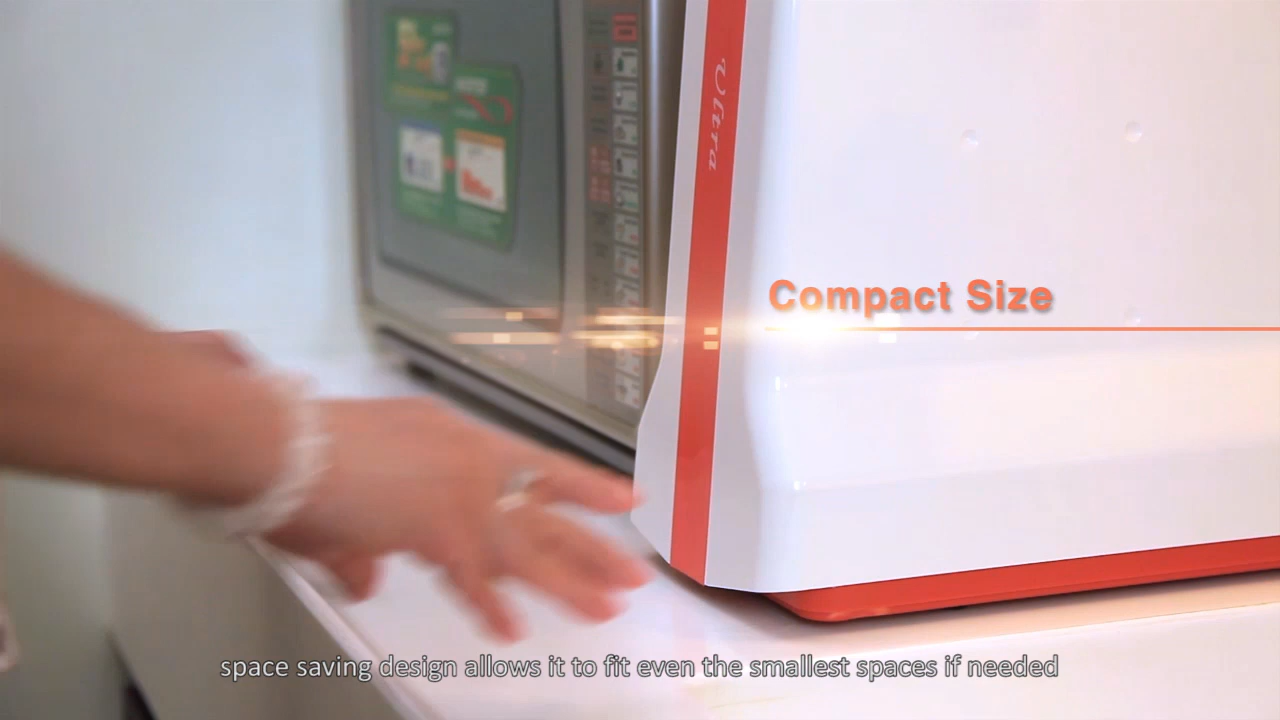 Ultra
Compact Size
space saving design allows it to fit even the smallest spaces if needed